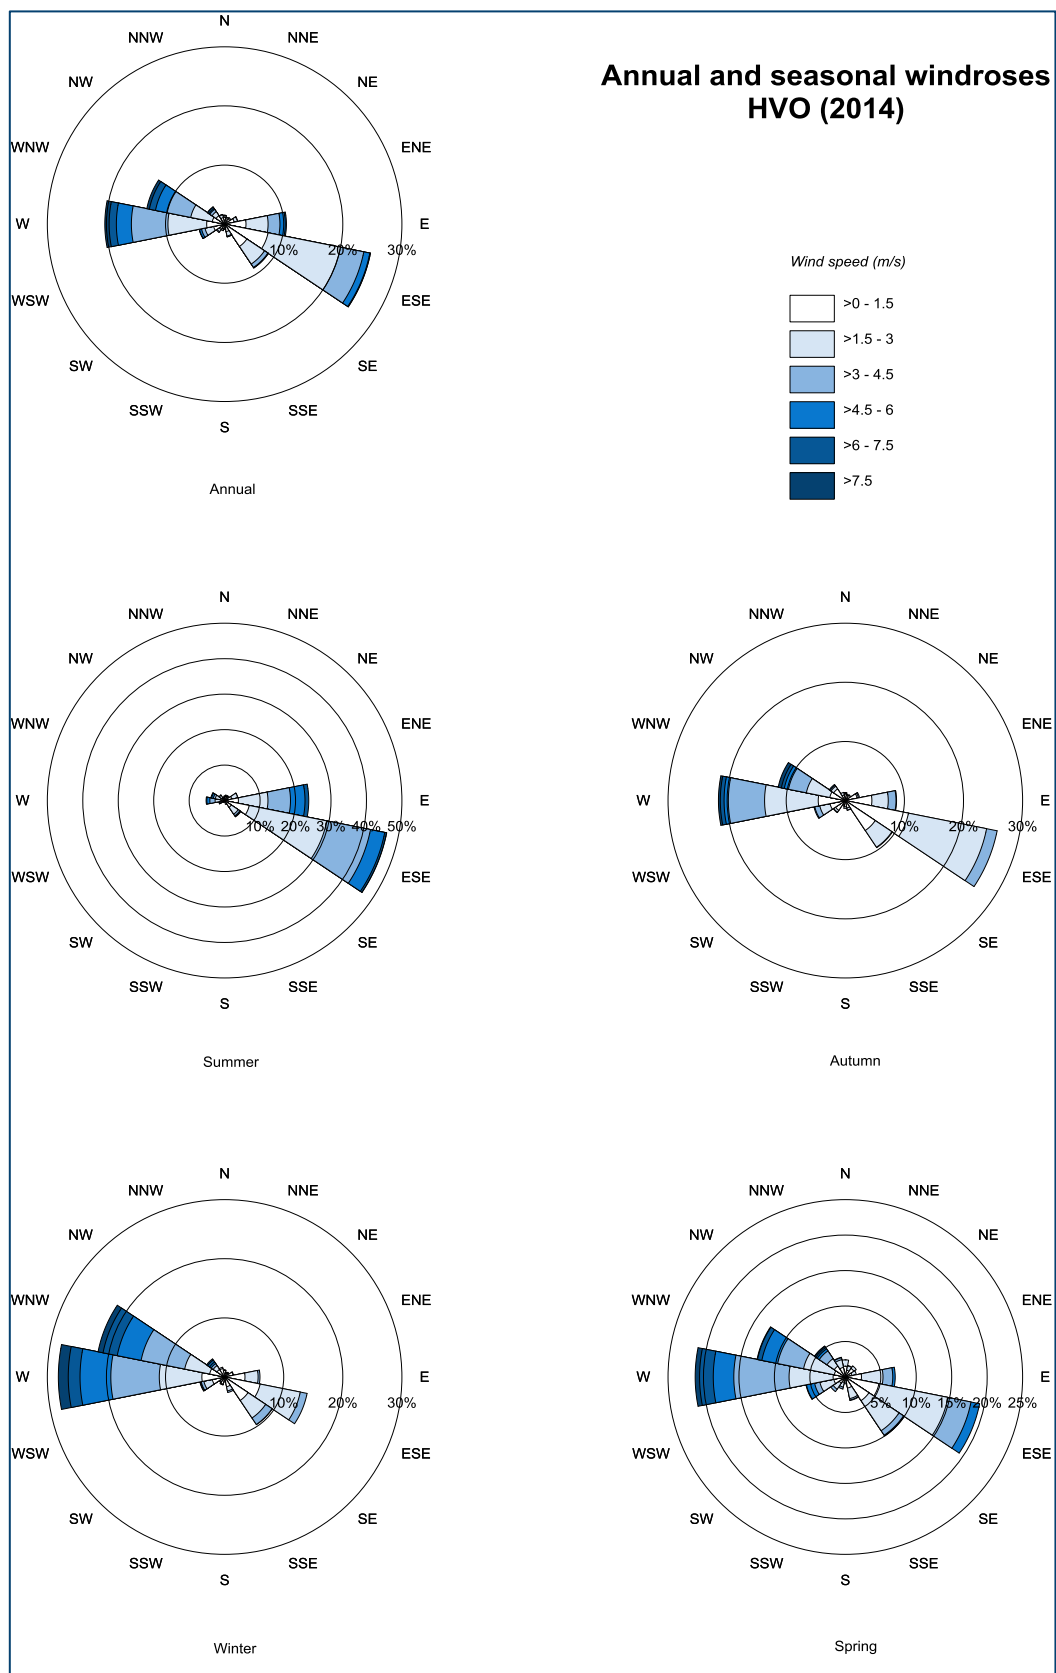 Annual and seasonal windroses
HVO (2014)
N
NNW NNE
NW NE
WNW ENE
W E
10% 20% 30%
WSW ESE
SW SE
SSW SSE
S
Annual
Wind speed (m/s)
>0 - 1.5
>1.5 - 3
>3 - 4.5
>4.5 - 6
>6 - 7.5
>7.5
N
NNW NNE
NW NE
WNW ENE
W E
10% 20% 30% 40% 50%
WSW ESE
SW SE
SSW SSE
S
Summer
N
NNW NNE
NW NE
WNW ENE
W E
10% 20% 30%
WSW ESE
SW SE
SSW SSE
S
Autumn
N
NNW NNE
NW NE
WNW ENE
W E
10% 20% 30%
WSW ESE
SW SE
SSW SSE
S
Winter
N
NNW NNE
NW NE
WNW ENE
W E
5% 10% 15% 20% 25%
WSW ESE
SW SE
SSW SSE
S
Spring